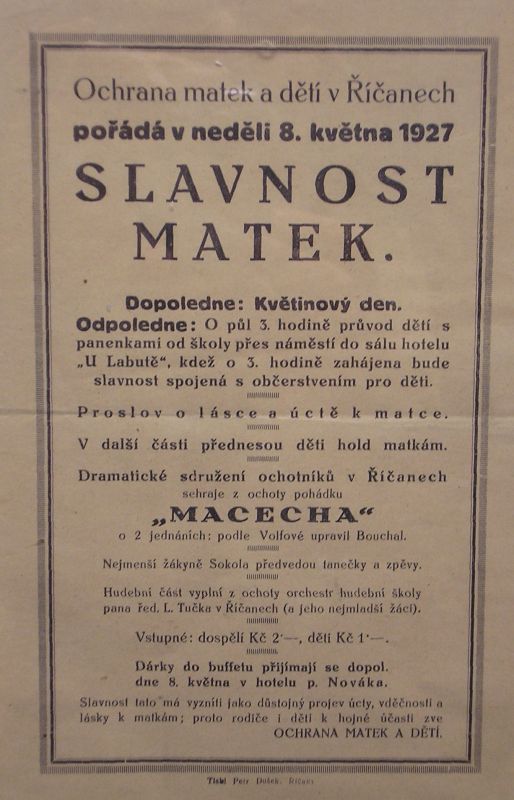 Ochrana matek a dětí v Říčanech
pořádá v neděli 8. května 1927
SLAVNOST
MATEK.
Dopoledne: Květinový den.
Odpoledne: O půl 3. hodině průvod dětí s
panenkami od školy přes náměstí do sálu hotelu
„U Labutě“, kdež o 3. hodině zahájena bude
slavnost spojená s občerstvením pro děti.
Proslov o lásce a úctě k matce.
V další části přednesou děti hold matkám.
Dramatické sdružení ochotníků v Říčanech
sehraje z ochoty pohádku
„MACECHA“
o 2 jednáních: podle Volfové upravil Bouchal.
Nejmenší žákyně Sokola předvedou tanečky a zpěvy.
Hudební část vyplní z ochoty orchestr hudební školy
pana řed. L. Tučka v Říčanech (a jeho nejmladší žáci).
Vstupné: dospělí Kč 2·—, děti Kč 1·—.
Dárky do buffetu přijímají se dopol.
dne 8. května v hotelu p. Nováka.
Slavnost tato má vyzníti jako důstojný projev úcty, vděčnosti a
lásky k matkám; proto rodiče i děti k hojné účasti zve
OCHRANA MATEK A DĚTÍ.
Tiskl Petr Dušek, Říčany